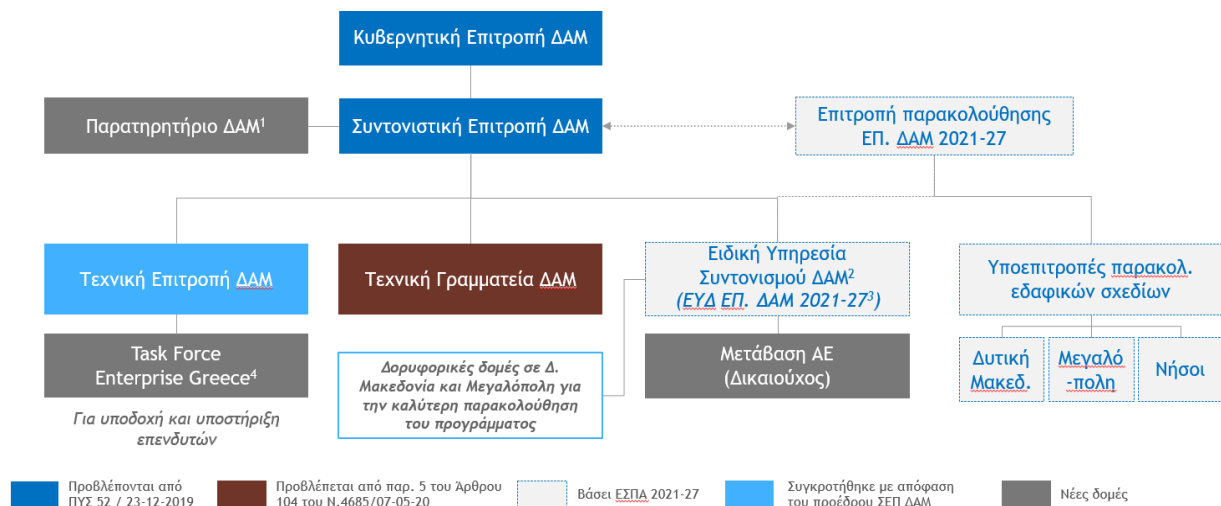 Κυβερνητική Επιτροπή ΔΑΜ
Παρατηρητήριο ΔΑΜ¹
Συντονιστική Επιτροπή ΔΑΜ
Επιτροπή παρακολούθησης
ΕΠ. ΔΑΜ 2021-27
Τεχνική Επιτροπή ΔΑΜ
Τεχνική Γραμματεία ΔΑΜ
Ειδική Υπηρεσία
Συντονισμού ΔΑΜ²
(ΕΥΔ ΕΠ. ΔΑΜ 2021-27³)
Υποεπιτροπές παρακολ.
εδαφικών σχεδίων
Task Force
Enterprise Greece⁴
Για υποδοχή και υποστήριξη
επενδυτών
Δορυφορικές δομές σε Δ.
Μακεδονία και Μεγαλόπολη για
την καλύτερη παρακολούθηση
του προγράμματος
Μετάβαση ΑΕ
(Δικαιούχος)
Δυτική
Μακεδ.
Μεγαλό
-πολη
Νήσοι
Προβλέπονται από
ΠΥΣ 52 / 23-12-2019
Προβλέπεται από παρ. 5 του Άρθρου
104 του Ν.4685/07-05-20
Βάσει ΕΣΠΑ 2021-27
Συγκροτήθηκε με απόφαση
του προέδρου ΣΕΠ ΔΑΜ
Νέες δομές